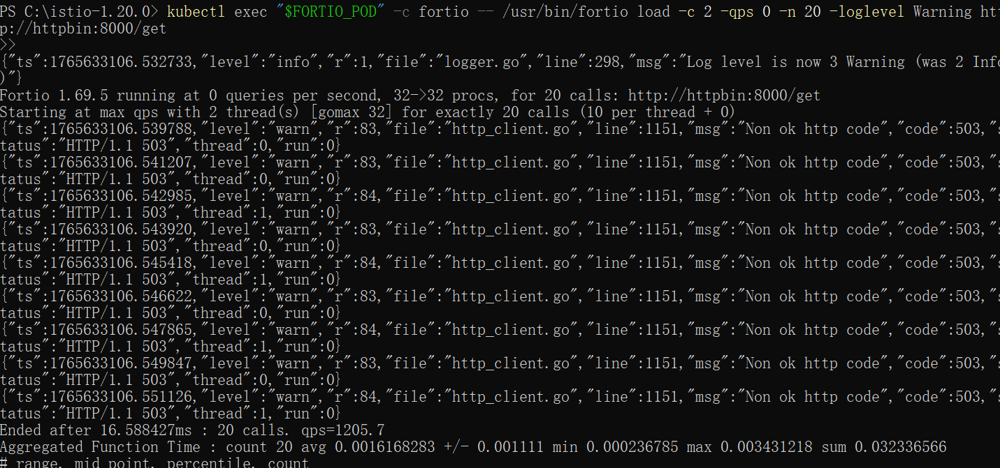 PS C:\istio-1.20.0> kubectl exec "$FORTIO_POD" -c fortio -- /usr/bin/fortio load -c 2 -qps 0 -n 20 -loglevel Warning htt
p://httpbin:8000/get
>>
{"ts":1765633106.532733,"level":"info","r":1,"file":"logger.go","line":298,"msg":"Log level is now 3 Warning (was 2 Info
)"}
Fortio 1.69.5 running at 0 queries per second, 32->32 procs, for 20 calls: http://httpbin:8000/get
Starting at max qps with 2 thread(s) [gomax 32] for exactly 20 calls (10 per thread + 0)
{"ts":1765633106.539788,"level":"warn","r":83,"file":"http_client.go","line":1151,"msg":"Non ok http code","code":503,"s
tatus":"HTTP/1.1 503","thread":0,"run":0}
{"ts":1765633106.541207,"level":"warn","r":83,"file":"http_client.go","line":1151,"msg":"Non ok http code","code":503,"s
tatus":"HTTP/1.1 503","thread":0,"run":0}
{"ts":1765633106.542985,"level":"warn","r":84,"file":"http_client.go","line":1151,"msg":"Non ok http code","code":503,"s
tatus":"HTTP/1.1 503","thread":1,"run":0}
{"ts":1765633106.543920,"level":"warn","r":83,"file":"http_client.go","line":1151,"msg":"Non ok http code","code":503,"s
tatus":"HTTP/1.1 503","thread":0,"run":0}
{"ts":1765633106.545418,"level":"warn","r":84,"file":"http_client.go","line":1151,"msg":"Non ok http code","code":503,"s
tatus":"HTTP/1.1 503","thread":1,"run":0}
{"ts":1765633106.546622,"level":"warn","r":83,"file":"http_client.go","line":1151,"msg":"Non ok http code","code":503,"s
tatus":"HTTP/1.1 503","thread":0,"run":0}
{"ts":1765633106.547865,"level":"warn","r":84,"file":"http_client.go","line":1151,"msg":"Non ok http code","code":503,"s
tatus":"HTTP/1.1 503","thread":1,"run":0}
{"ts":1765633106.549847,"level":"warn","r":83,"file":"http_client.go","line":1151,"msg":"Non ok http code","code":503,"s
tatus":"HTTP/1.1 503","thread":0,"run":0}
{"ts":1765633106.551126,"level":"warn","r":84,"file":"http_client.go","line":1151,"msg":"Non ok http code","code":503,"s
tatus":"HTTP/1.1 503","thread":1,"run":0}
Ended after 16.588427ms : 20 calls. qps=1205.7
Aggregated Function Time : count 20 avg 0.0016168283 +/- 0.001111 min 0.000236785 max 0.003431218 sum 0.032336566
# range, mid point, percentile, count